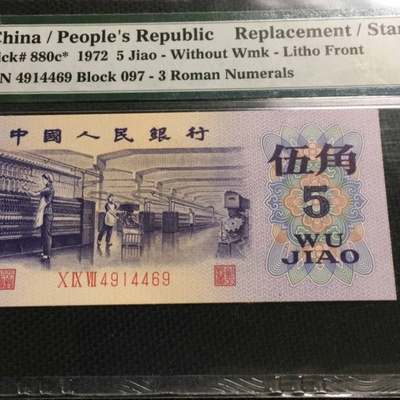 China / People's Republic Replacement / Star
ick# 880c* 1972 5 Jiao - Without Wmk - Litho Front
N 4914469 Block 097 - 3 Roman Numerals
中國人民銀行
伍角
5
WU
JIAO
X IX VII 4914469